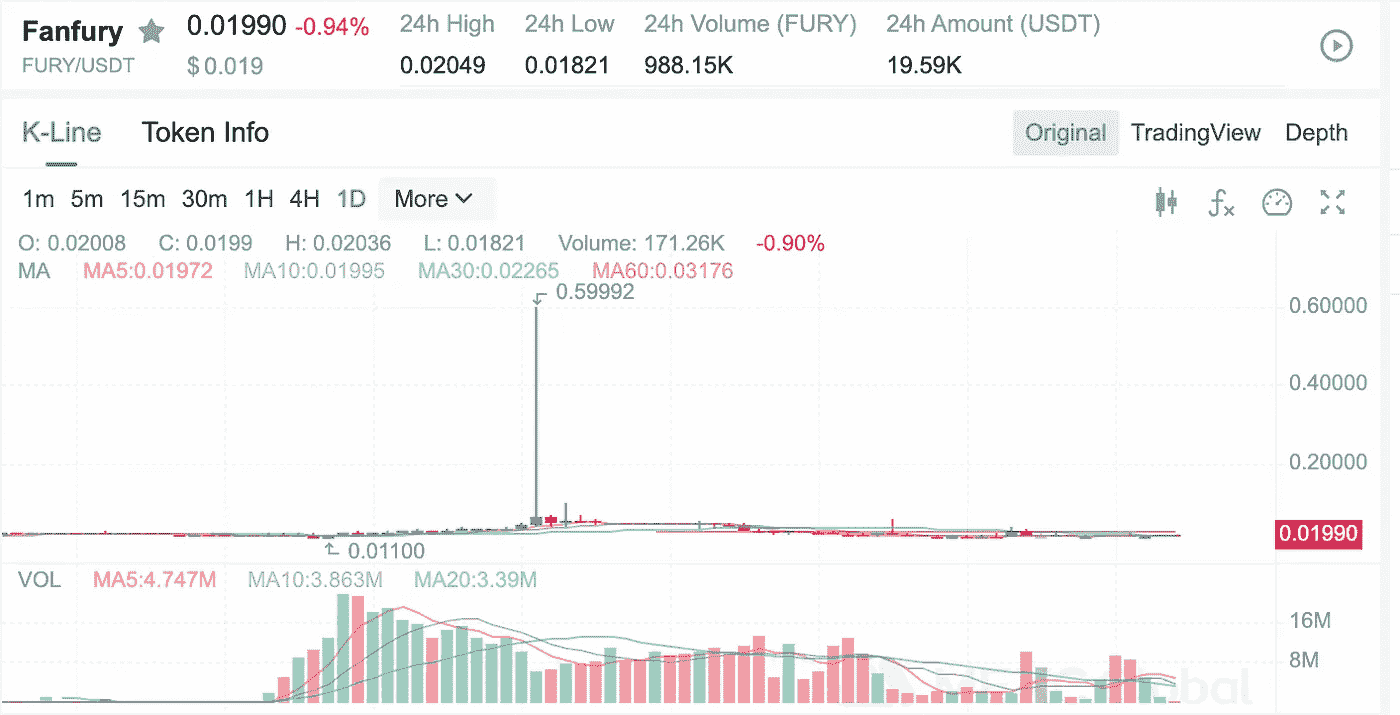 Fanfury 0.01990 -0.94% 24h High 24h Low 24h Volume (FURY) 24h Amount (USDT)
FURY/USDT $ 0.019 0.02049 0.01821 988.15K 19.59K
K-Line Token Info Original TradingView Depth
1m 5m 15m 30m 1H 4H 1D More
O: 0.02008 C: 0.0199 H: 0.02036 L: 0.01821 Volume: 171.26K -0.90%
MA MA5:0.01972 MA10:0.01995 MA30:0.02265 MA60:0.03176
0.59992
0.60000
0.40000
0.20000
0.01990
0.01100
VOL MA5:4.747M MA10:3.863M MA20:3.39M
16M
8M